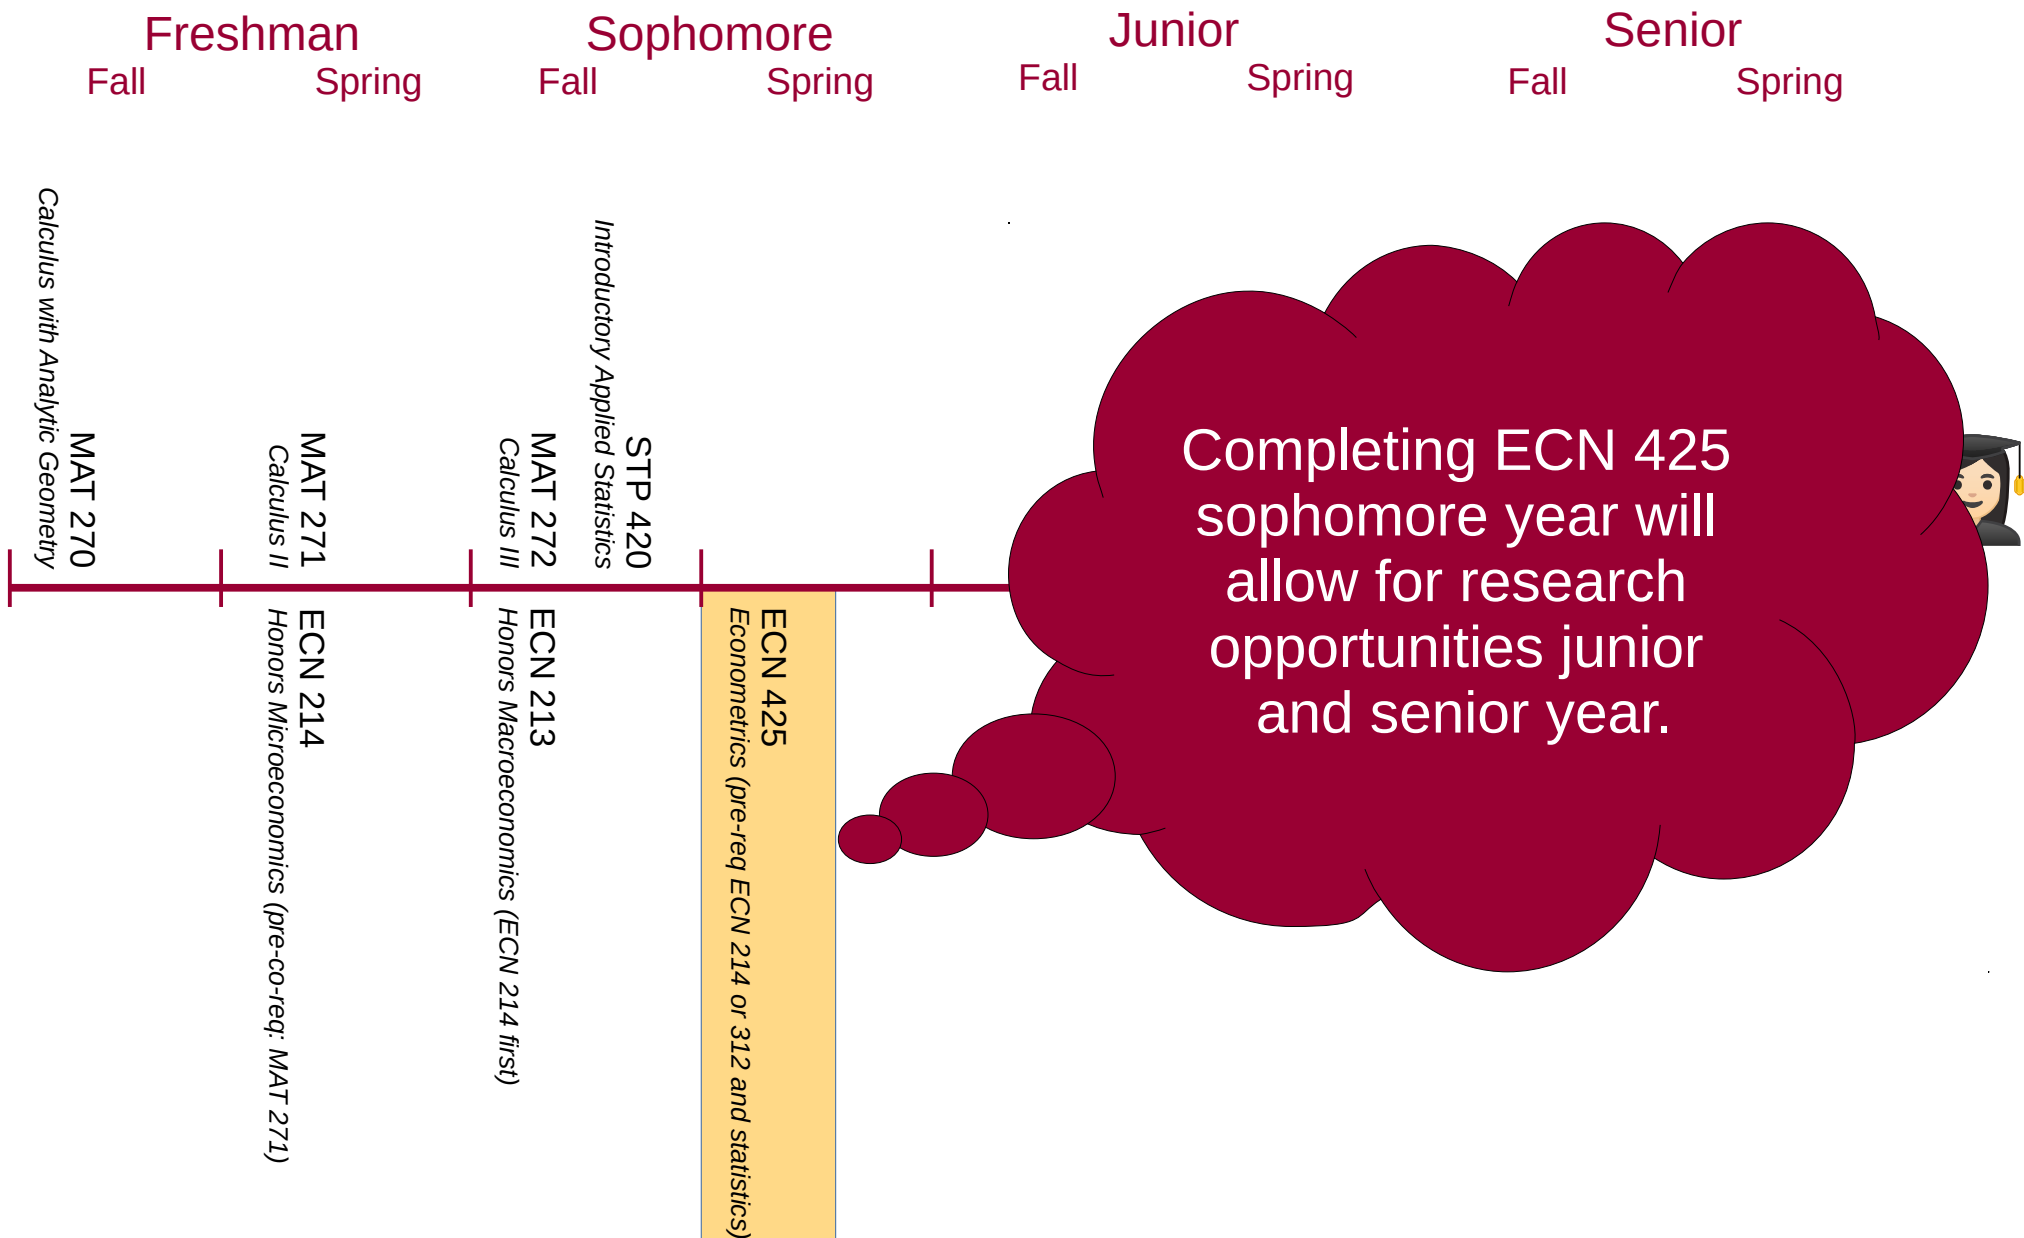 Freshman
Sophomore
Junior
Senior
Fall
Spring
Fall
Spring
Fall
Spring
Fall
Spring
MAT 270
Calculus with Analytic Geometry
MAT 271
Calculus II
MAT 272
Calculus III
STP 420
Introductory Applied Statistics
ECN 214
Honors Microeconomics (pre-co-req: MAT 271)
ECN 213
Honors Macroeconomics (ECN 214 first)
ECN 425
Econometrics (pre-req ECN 214 or 312 and statistics)
Completing ECN 425
sophomore year will
allow for research
opportunities junior
and senior year.